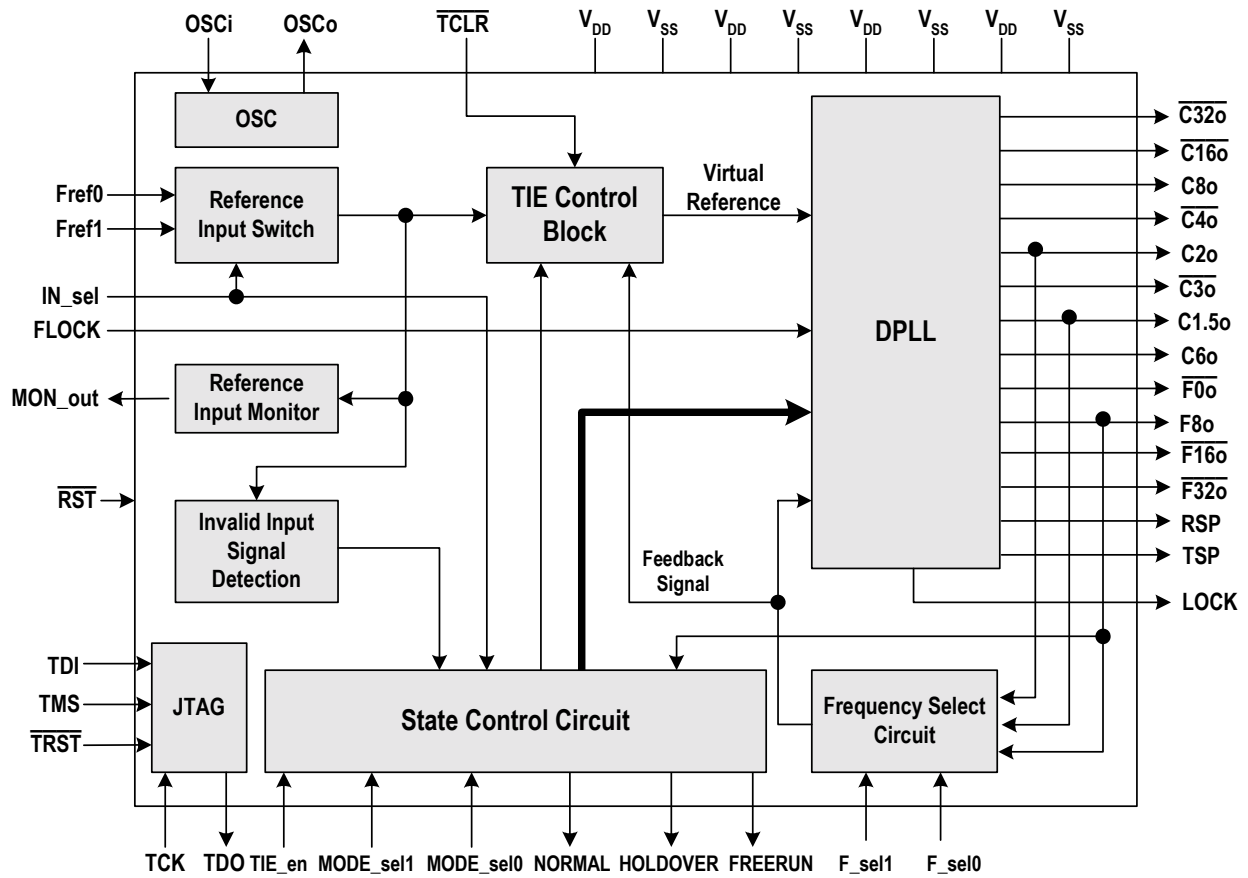 OSCi
OSCo
TCLR
VDD
VSS
VDD
VSS
VDD
VSS
VDD
VSS
OSC
Fref0
Fref1
Reference
Input Switch
TIE Control
Block
Virtual
Reference
DPLL
C32o
C16o
C8o
C4o
C2o
C3o
C1.5o
C6o
F0o
F8o
F16o
F32o
RSP
TSP
LOCK
IN_sel
FLOCK
MON_out
Reference
Input Monitor
RST
Invalid Input
Signal
Detection
Feedback
Signal
TDI
TMS
TRST
JTAG
State Control Circuit
Frequency Select
Circuit
TCK
TDO
TIE_en
MODE_sel1
MODE_sel0
NORMAL
HOLDOVER
FREERUN
F_sel1
F_sel0